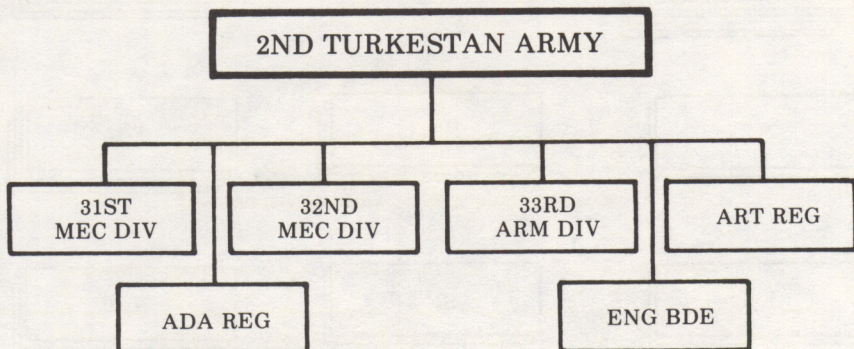 2ND TURKESTAN ARMY
31ST
MEC DIV
32ND
MEC DIV
33RD
ARM DIV
ART REG
ADA REG
ENG BDE